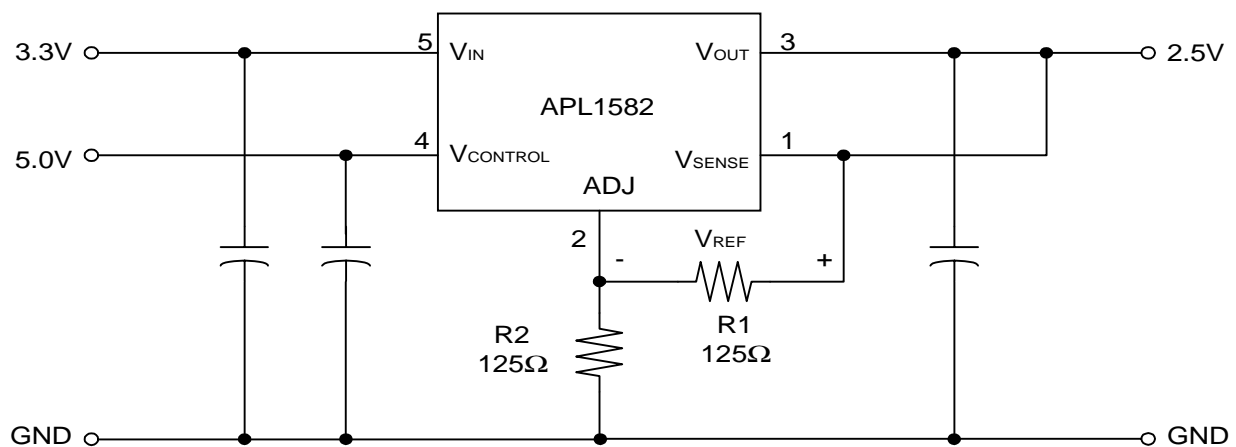 3.3V
5
VIN
VOUT
3
2.5V
APL1582
5.0V
4
VCONTROL
VSENSE
1
ADJ
2
VREF
-
+
R2
125Ω
R1
125Ω
GND
GND